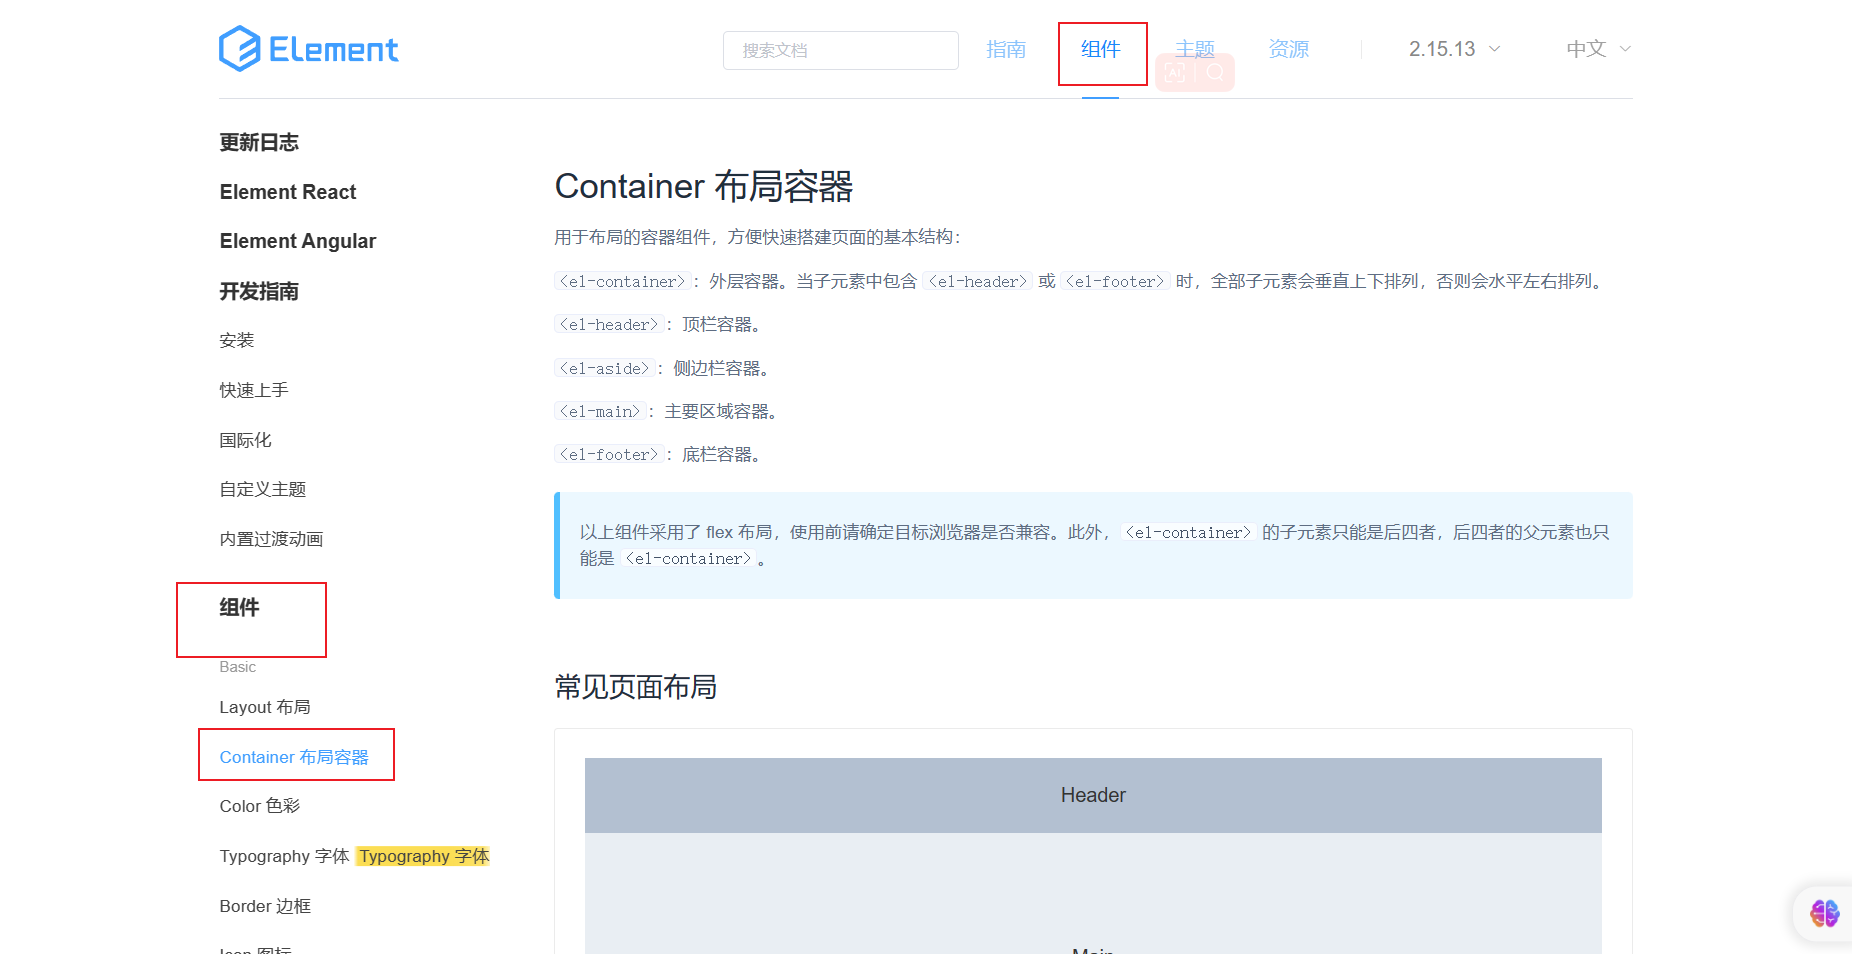 Element
搜索文档
指南
组件
主题
资源
2.15.13
中文
AI
更新日志
Element React
Element Angular
开发指南
安装
快速上手
国际化
自定义主题
内置过渡动画
组件
Basic
Layout 布局
Container 布局容器
Color 色彩
Typography 字体 Typography 字体
Border 边框
Icon 图标
Container 布局容器
用于布局的容器组件，方便快速搭建页面的基本结构：
<el-container>：外层容器。当子元素中包含 <el-header> 或 <el-footer> 时，全部子元素会垂直上下排列，否则会水平左右排列。
<el-header>：顶栏容器。
<el-aside>：侧边栏容器。
<el-main>：主要区域容器。
<el-footer>：底栏容器。
以上组件采用了 flex 布局，使用前请确定目标浏览器是否兼容。此外，<el-container> 的子元素只能是后四者，后四者的父元素也只
能是 <el-container>。
常见页面布局
Header
Main